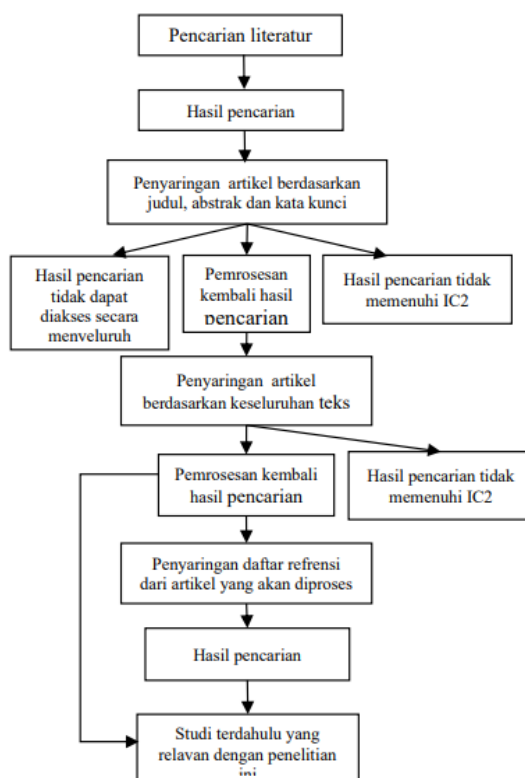 Pencarian literatur
Hasil pencarian
Penyaringan artikel berdasarkan
judul, abstrak dan kata kunci
Hasil pencarian
tidak dapat
diakses secara
menyeluruh
Pemrosesan
kembali hasil
pencarian
Hasil pencarian tidak
memenuhi IC2
Penyaringan artikel
berdasarkan keseluruhan teks
Pemrosesan kembali
hasil pencarian
Hasil pencarian tidak
memenuhi IC2
Penyaringan daftar refrensi
dari artikel yang akan diproses
Hasil pencarian
Studi terdahulu yang
relavan dengan penelitian
ini